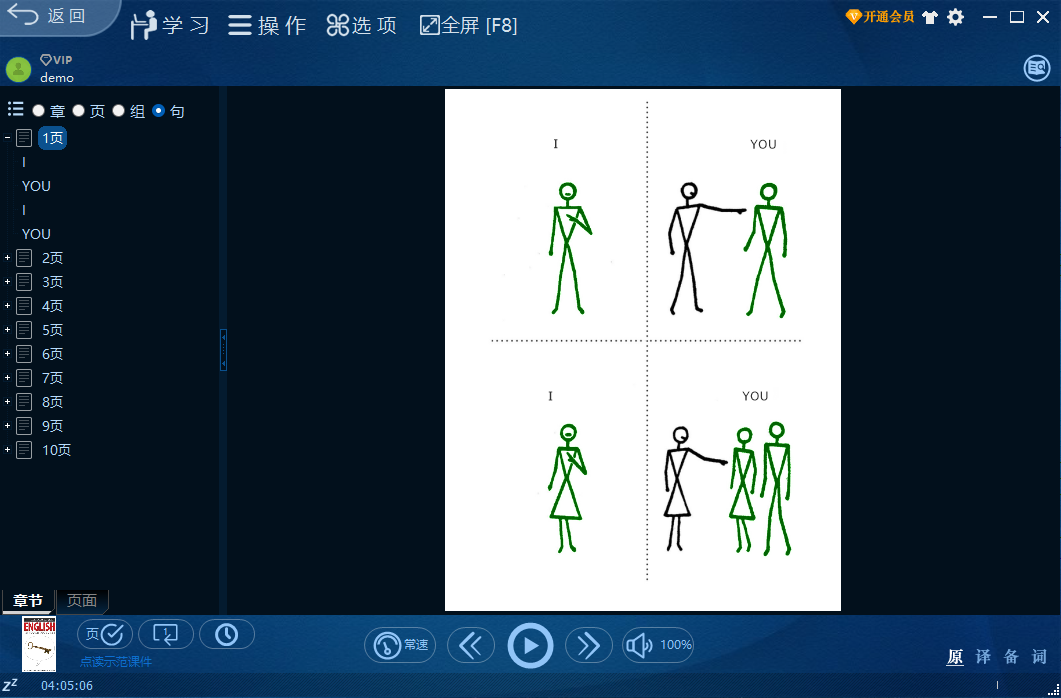 返回
学习 操作 选项 全屏 [F8]
开通会员
VIP
demo
章 页 组 句
1页
I
YOU
I
YOU
2页
3页
4页
5页
6页
7页
8页
9页
10页
I YOU
I YOU
章节 页面
ENGLISH
页 1
点读示范课件
常速
100%
原 译 备 词
zZ 04:05:06